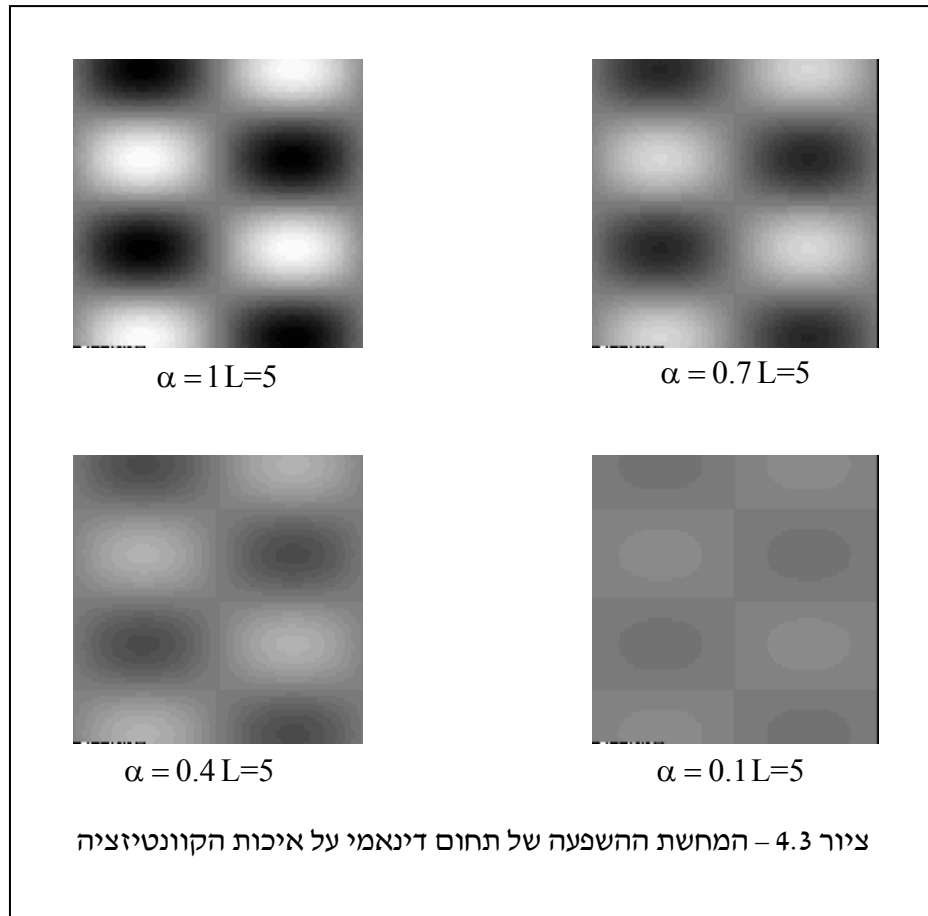 α = 1 L=5
α = 0.7 L=5
α = 0.4 L=5
α = 0.1 L=5
ציור 4.3 – המחשת ההשפעה של תחום דינאמי על איכות הקוונטיזציה